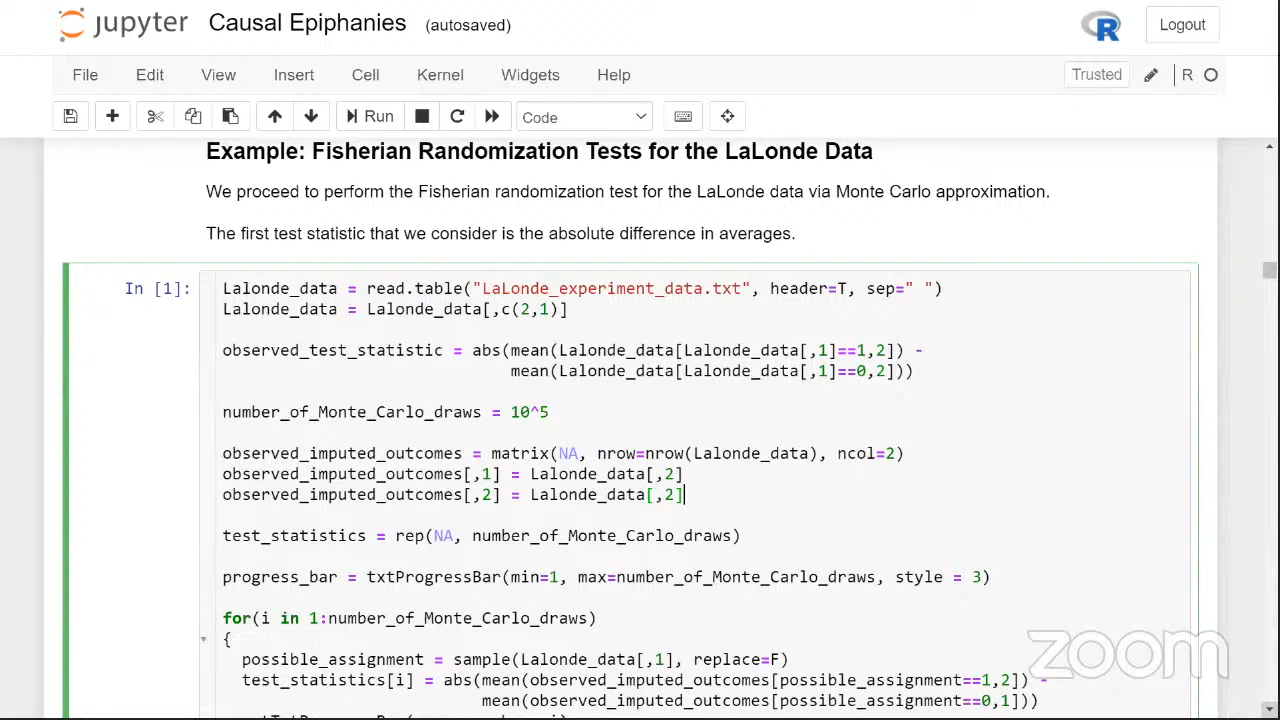 jupyter Causal Epiphanies (autosaved) R Logout
File Edit View Insert Cell Kernel Widgets Help Trusted R
Run Code
Example: Fisherian Randomization Tests for the LaLonde Data
We proceed to perform the Fisherian randomization test for the LaLonde data via Monte Carlo approximation.
The first test statistic that we consider is the absolute difference in averages.
In [1]: Lalonde_data = read.table("LaLonde_experiment_data.txt", header=T, sep=" ")
Lalonde_data = Lalonde_data[,c(2,1)]
observed_test_statistic = abs(mean(Lalonde_data[Lalonde_data[,1]==1,2]) -
mean(Lalonde_data[Lalonde_data[,1]==0,2]))
number_of_Monte_Carlo_draws = 10^5
observed_imputed_outcomes = matrix(NA, nrow=nrow(Lalonde_data), ncol=2)
observed_imputed_outcomes[,1] = Lalonde_data[,2]
observed_imputed_outcomes[,2] = Lalonde_data[,2]
test_statistics = rep(NA, number_of_Monte_Carlo_draws)
progress_bar = txtProgressBar(min=1, max=number_of_Monte_Carlo_draws, style = 3)
for(i in 1:number_of_Monte_Carlo_draws)
{
possible_assignment = sample(Lalonde_data[,1], replace=F)
test_statistics[i] = abs(mean(observed_imputed_outcomes[possible_assignment==1,2]) -
mean(observed_imputed_outcomes[possible_assignment==0,1]))
zoom